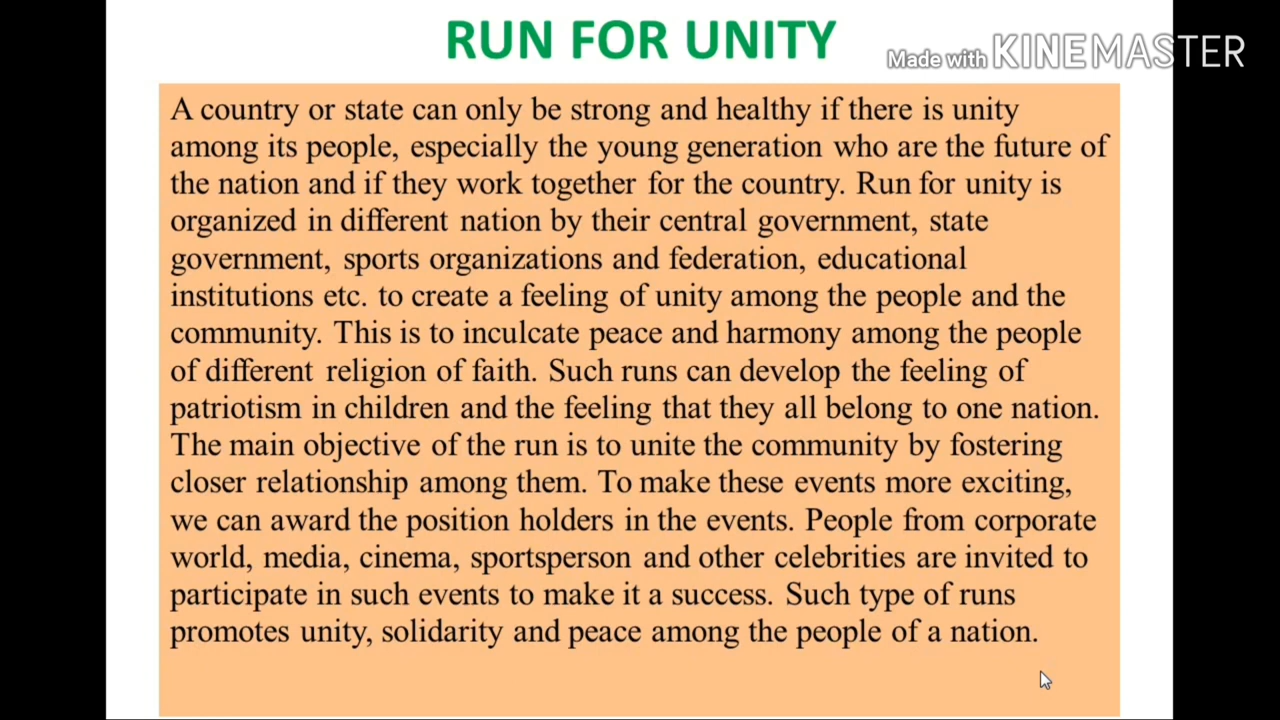 RUN FOR UNITY
Made with KINEMASTER
A country or state can only be strong and healthy if there is unity
among its people, especially the young generation who are the future of
the nation and if they work together for the country. Run for unity is
organized in different nation by their central government, state
government, sports organizations and federation, educational
institutions etc. to create a feeling of unity among the people and the
community. This is to inculcate peace and harmony among the people
of different religion of faith. Such runs can develop the feeling of
patriotism in children and the feeling that they all belong to one nation.
The main objective of the run is to unite the community by fostering
closer relationship among them. To make these events more exciting,
we can award the position holders in the events. People from corporate
world, media, cinema, sportsperson and other celebrities are invited to
participate in such events to make it a success. Such type of runs
promotes unity, solidarity and peace among the people of a nation.